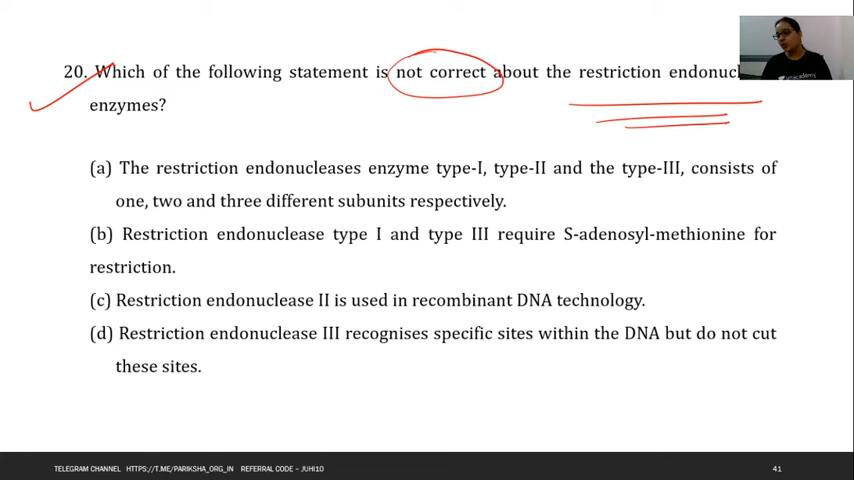 20. Which of the following statement is not correct about the restriction
enzymes?
(a) The restriction endonucleases enzyme type-I, type-II and the type-III, consists of
one, two and three different subunits respectively.
(b) Restriction endonuclease type I and type III require S-adenosyl-methionine for
restriction.
(c) Restriction endonuclease II is used in recombinant DNA technology.
(d) Restriction endonuclease III recognises specific sites within the DNA but do not cut
these sites.
TELEGRAM CHANNEL HTTPS://T.ME/PARIKSHA_ORG_IN REFERRAL CODE – JUHI10
41